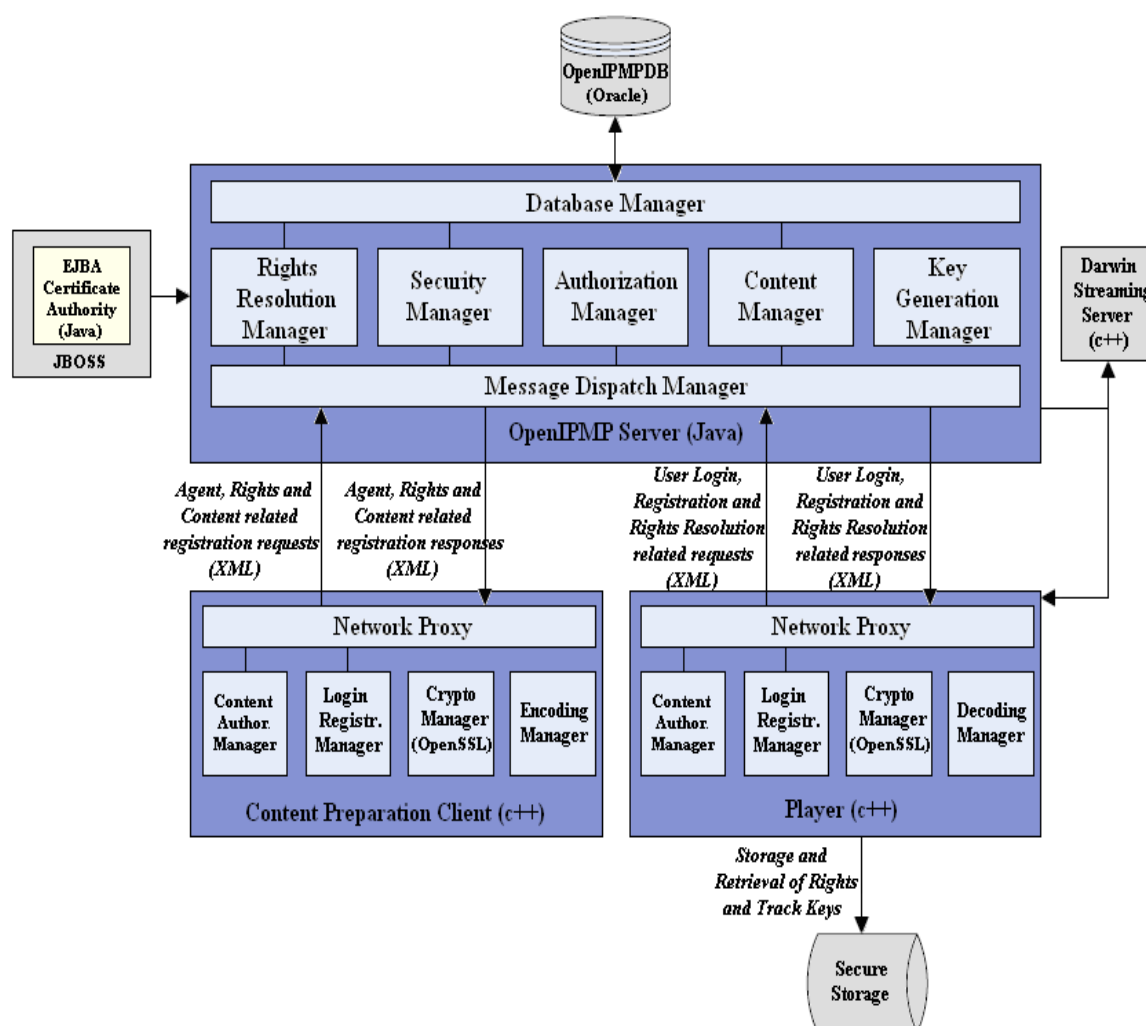 OpenIPMPDB
(Oracle)
Database Manager
EJBA
Certificate
Authority
(Java)
JBOSS
Rights
Resolution
Manager
Security
Manager
Authorization
Manager
Content
Manager
Key
Generation
Manager
Darwin
Streaming
Server
(c++)
Message Dispatch Manager
OpenIPMP Server (Java)
Agent, Rights and
Content related
registration requests
(XML)
Agent, Rights and
Content related
registration responses
(XML)
User Login,
Registration and
Rights Resolution
related requests
(XML)
User Login,
Registration and
Rights Resolution
related responses
(XML)
Network Proxy
Content
Author.
Manager
Login
Registr.
Manager
Crypto
Manager
(OpenSSL)
Encoding
Manager
Content Preparation Client (c++)
Network Proxy
Content
Author.
Manager
Login
Registr.
Manager
Crypto
Manager
(OpenSSL)
Decoding
Manager
Player (c++)
Storage and
Retrieval of Rights
and Track Keys
Secure
Storage